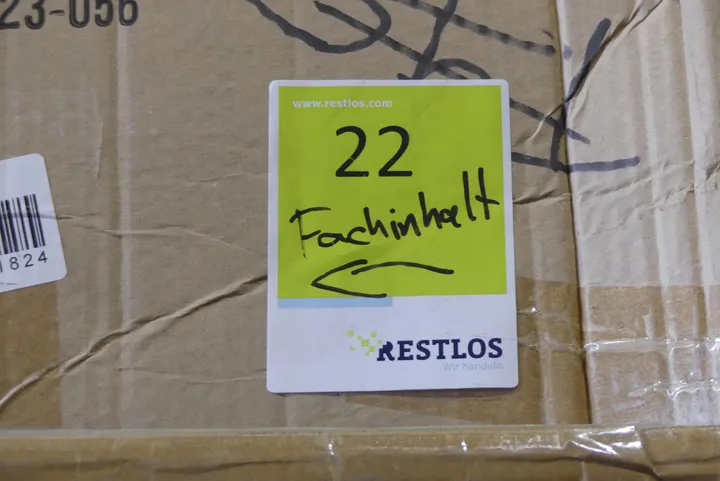 23-056
www.restlos.com
22
Fachinhalt
1824
RESTLOS
Wir handeln.